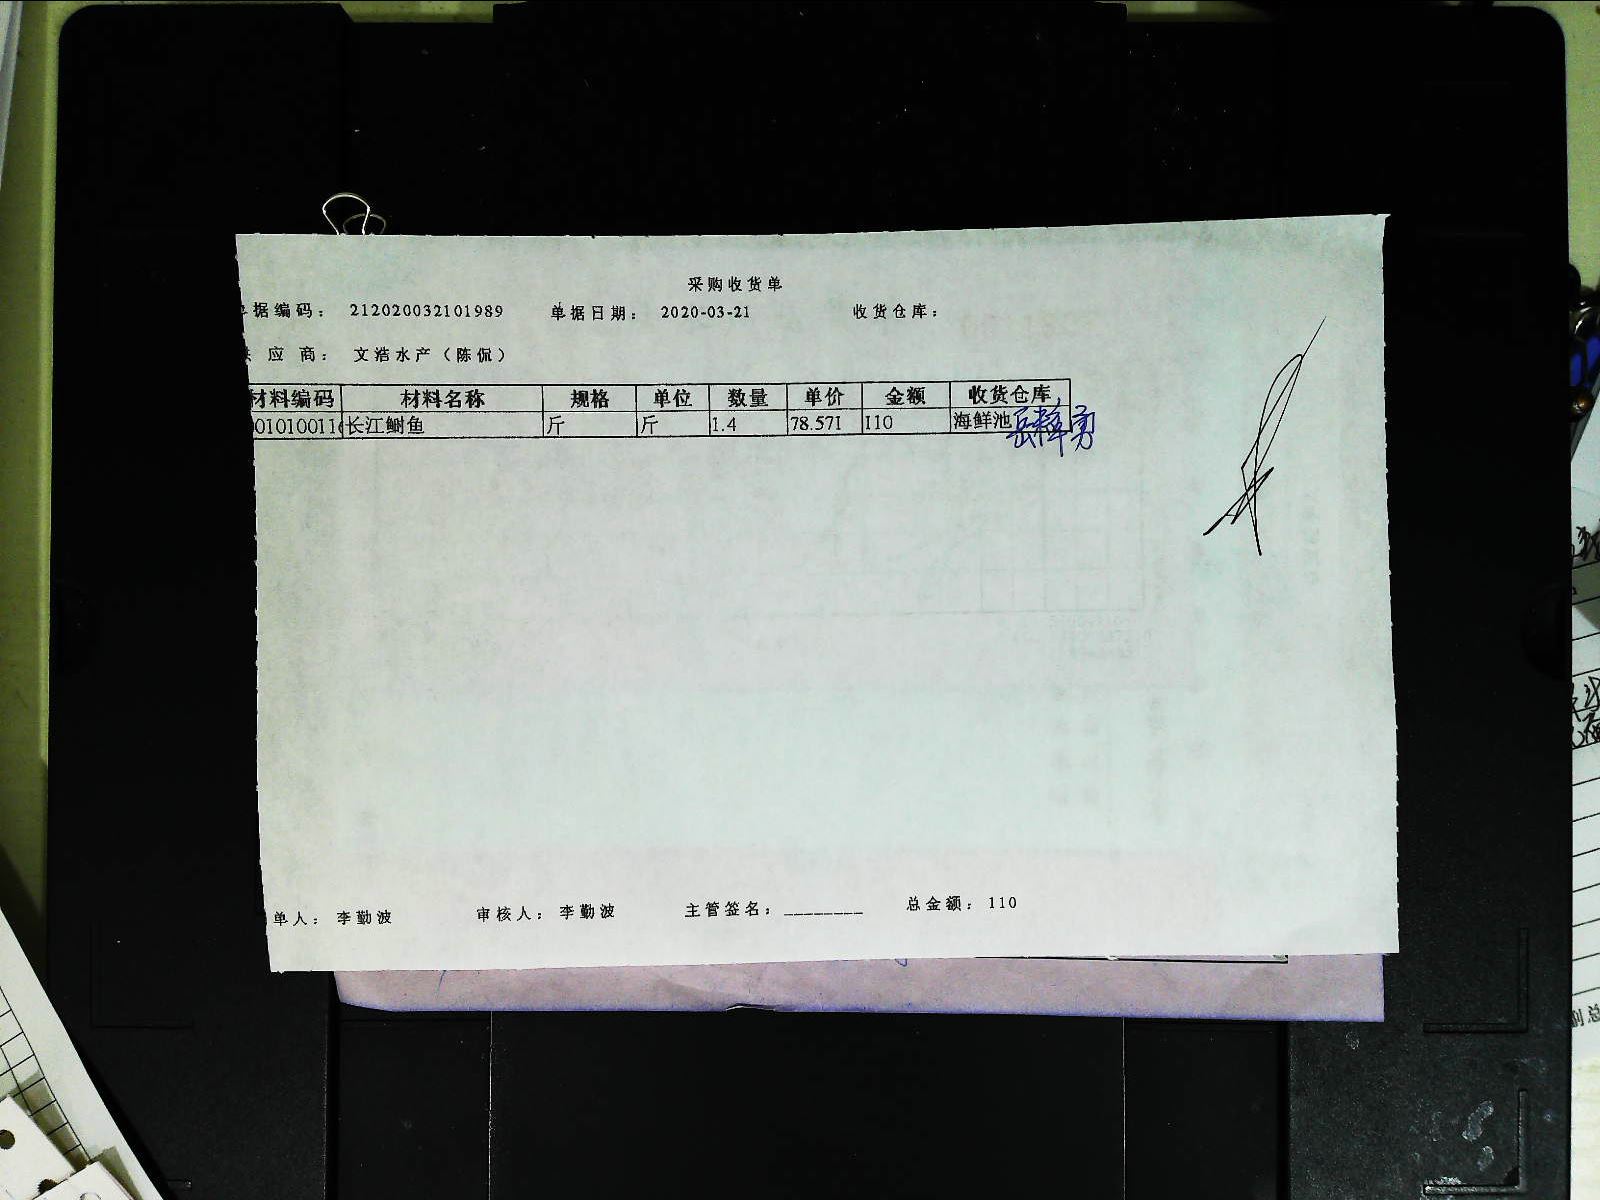 采购收货单
据编码： 212020032101989 单据日期： 2020-03-21 收货仓库：
应商： 文浩水产（陈侃）
材料编码 材料名称 规格 单位 数量 单价 金额 收货仓库
01010011 长江鲥鱼 斤 斤 1.4 78.571 110 海鲜池
单人： 李勤波 审核人： 李勤波 主管签名： ________ 总金额： 110